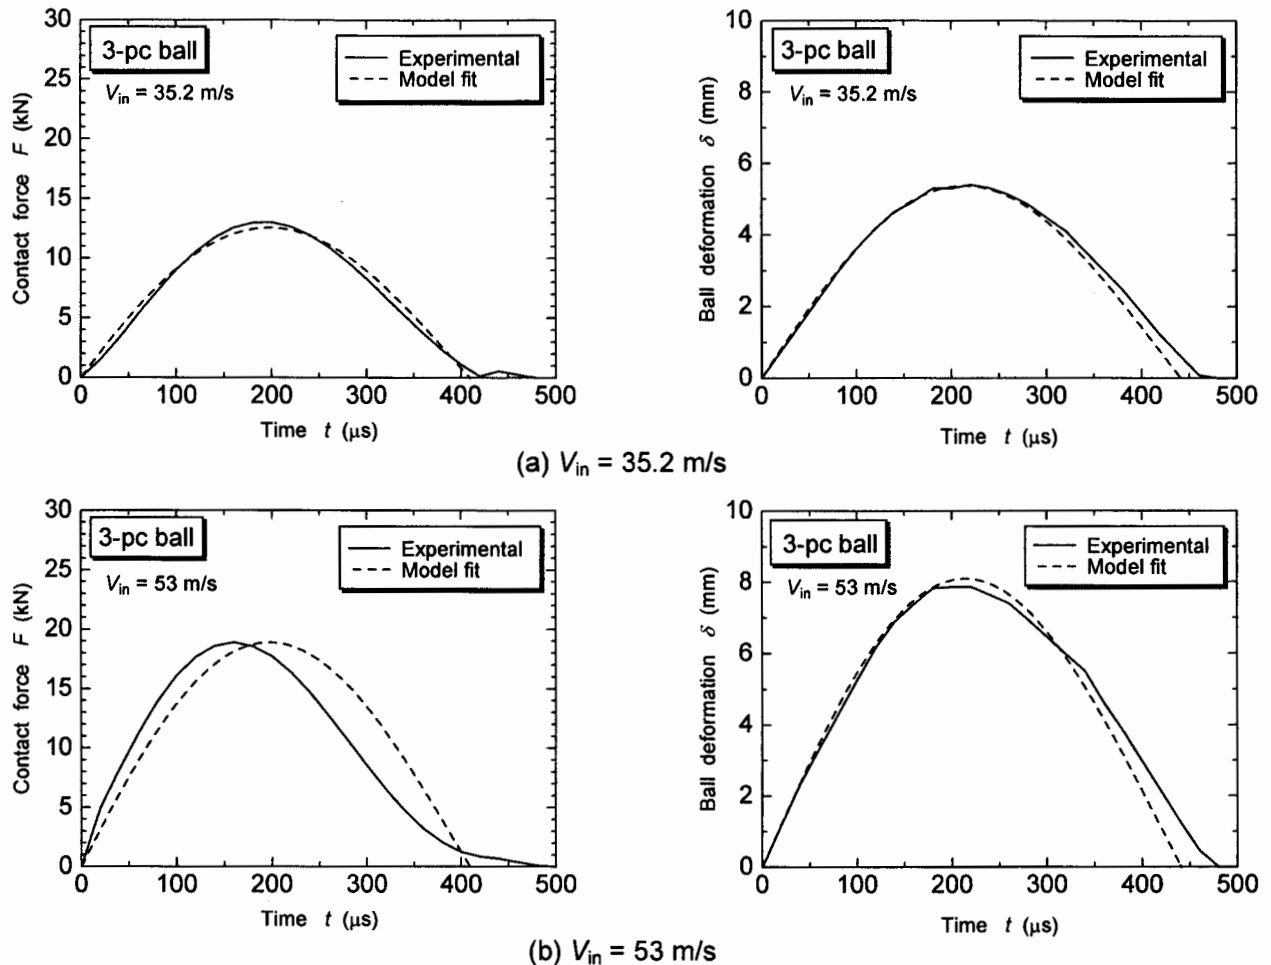 3-pc ball
V_in = 35.2 m/s
Experimental
Model fit
Contact force F (kN)
30
25
20
15
10
5
0
0 100 200 300 400 500
Time t (μs)
3-pc ball
V_in = 35.2 m/s
Experimental
Model fit
Ball deformation δ (mm)
10
8
6
4
2
0
0 100 200 300 400 500
Time t (μs)
(a) V_in = 35.2 m/s
3-pc ball
V_in = 53 m/s
Experimental
Model fit
Contact force F (kN)
30
25
20
15
10
5
0
0 100 200 300 400 500
Time t (μs)
3-pc ball
V_in = 53 m/s
Experimental
Model fit
Ball deformation δ (mm)
10
8
6
4
2
0
0 100 200 300 400 500
Time t (μs)
(b) V_in = 53 m/s